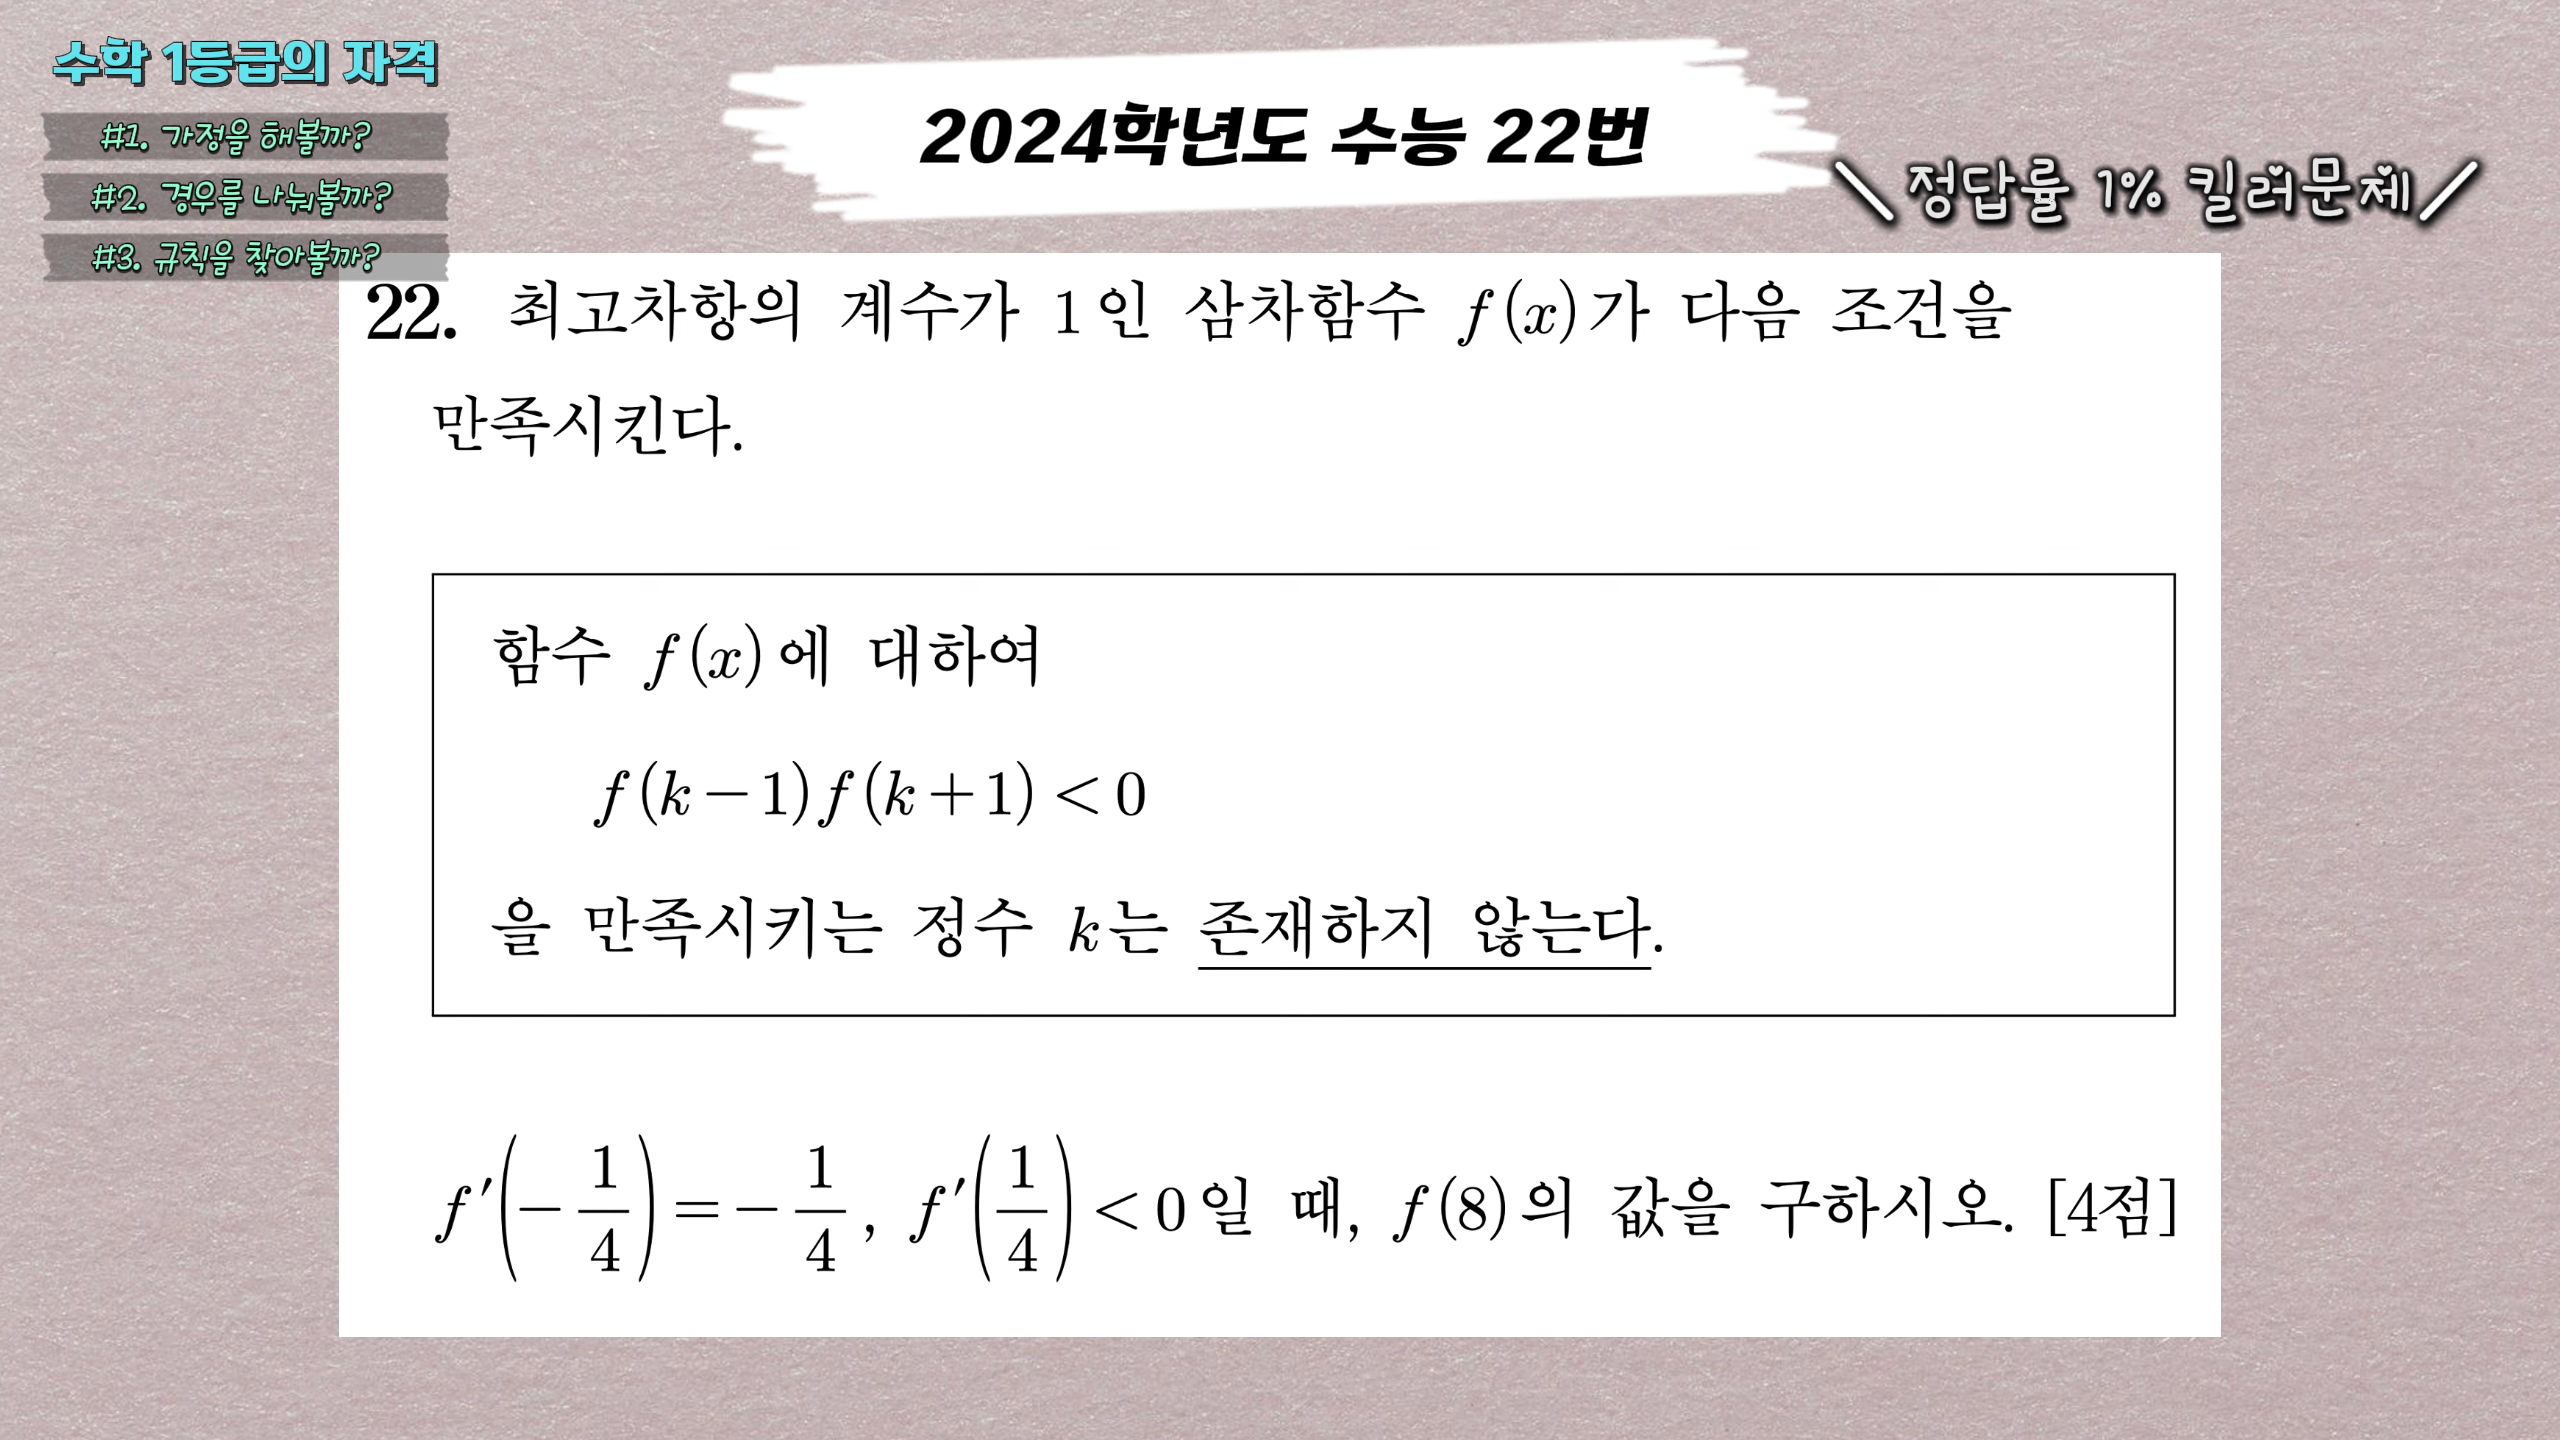 수학 1등급의 자격
#1. 가정을 해볼까?
#2. 경우를 나눠볼까?
#3. 규칙을 찾아볼까?
2024학년도 수능 22번
\ 정답률 1% 킬러문제 /
22. 최고차항의 계수가 1인 삼차함수 f(x)가 다음 조건을
만족시킨다.
함수 f(x)에 대하여
f(k-1)f(k+1)<0
을 만족시키는 정수 k는 존재하지 않는다.
f′(-1/4)=-1/4, f′(1/4)<0일 때, f(8)의 값을 구하시오. [4점]